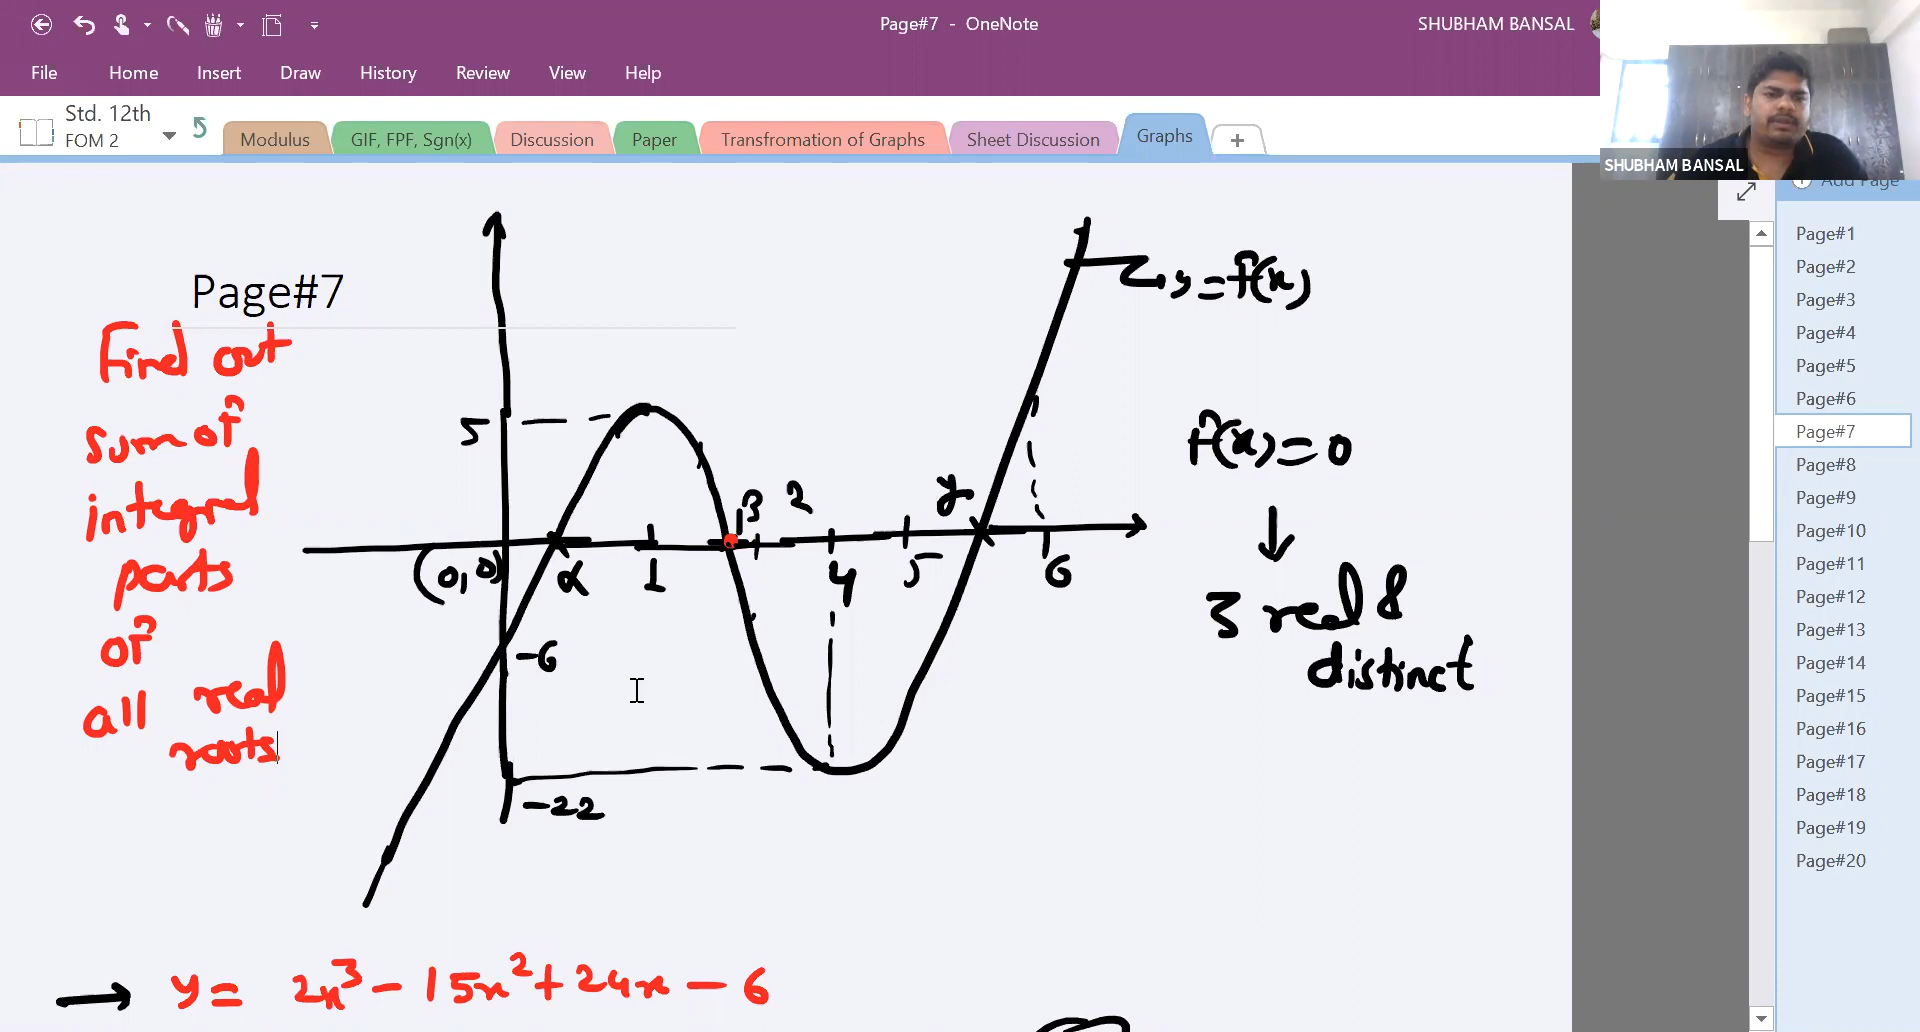 Page#7 - OneNote
SHUBHAM BANSAL
File Home Insert Draw History Review View Help
Std. 12th
FOM 2
Modulus GIF, FPF, Sgn(x) Discussion Paper Transfromation of Graphs Sheet Discussion Graphs +
SHUBHAM BANSAL
Add Page
Page#1
Page#2
Page#3
Page#4
Page#5
Page#6
Page#7
Page#8
Page#9
Page#10
Page#11
Page#12
Page#13
Page#14
Page#15
Page#16
Page#17
Page#18
Page#19
Page#20
Page#7
Find out
sum of
integral
parts
of
all real
roots
y=f(x)
5
β 2 γ
(0,0) α 1 4 5 6
-6
-22
f(x)=0
↓
3 real &
distinct
→ y= 2x³ - 15x² + 24x - 6